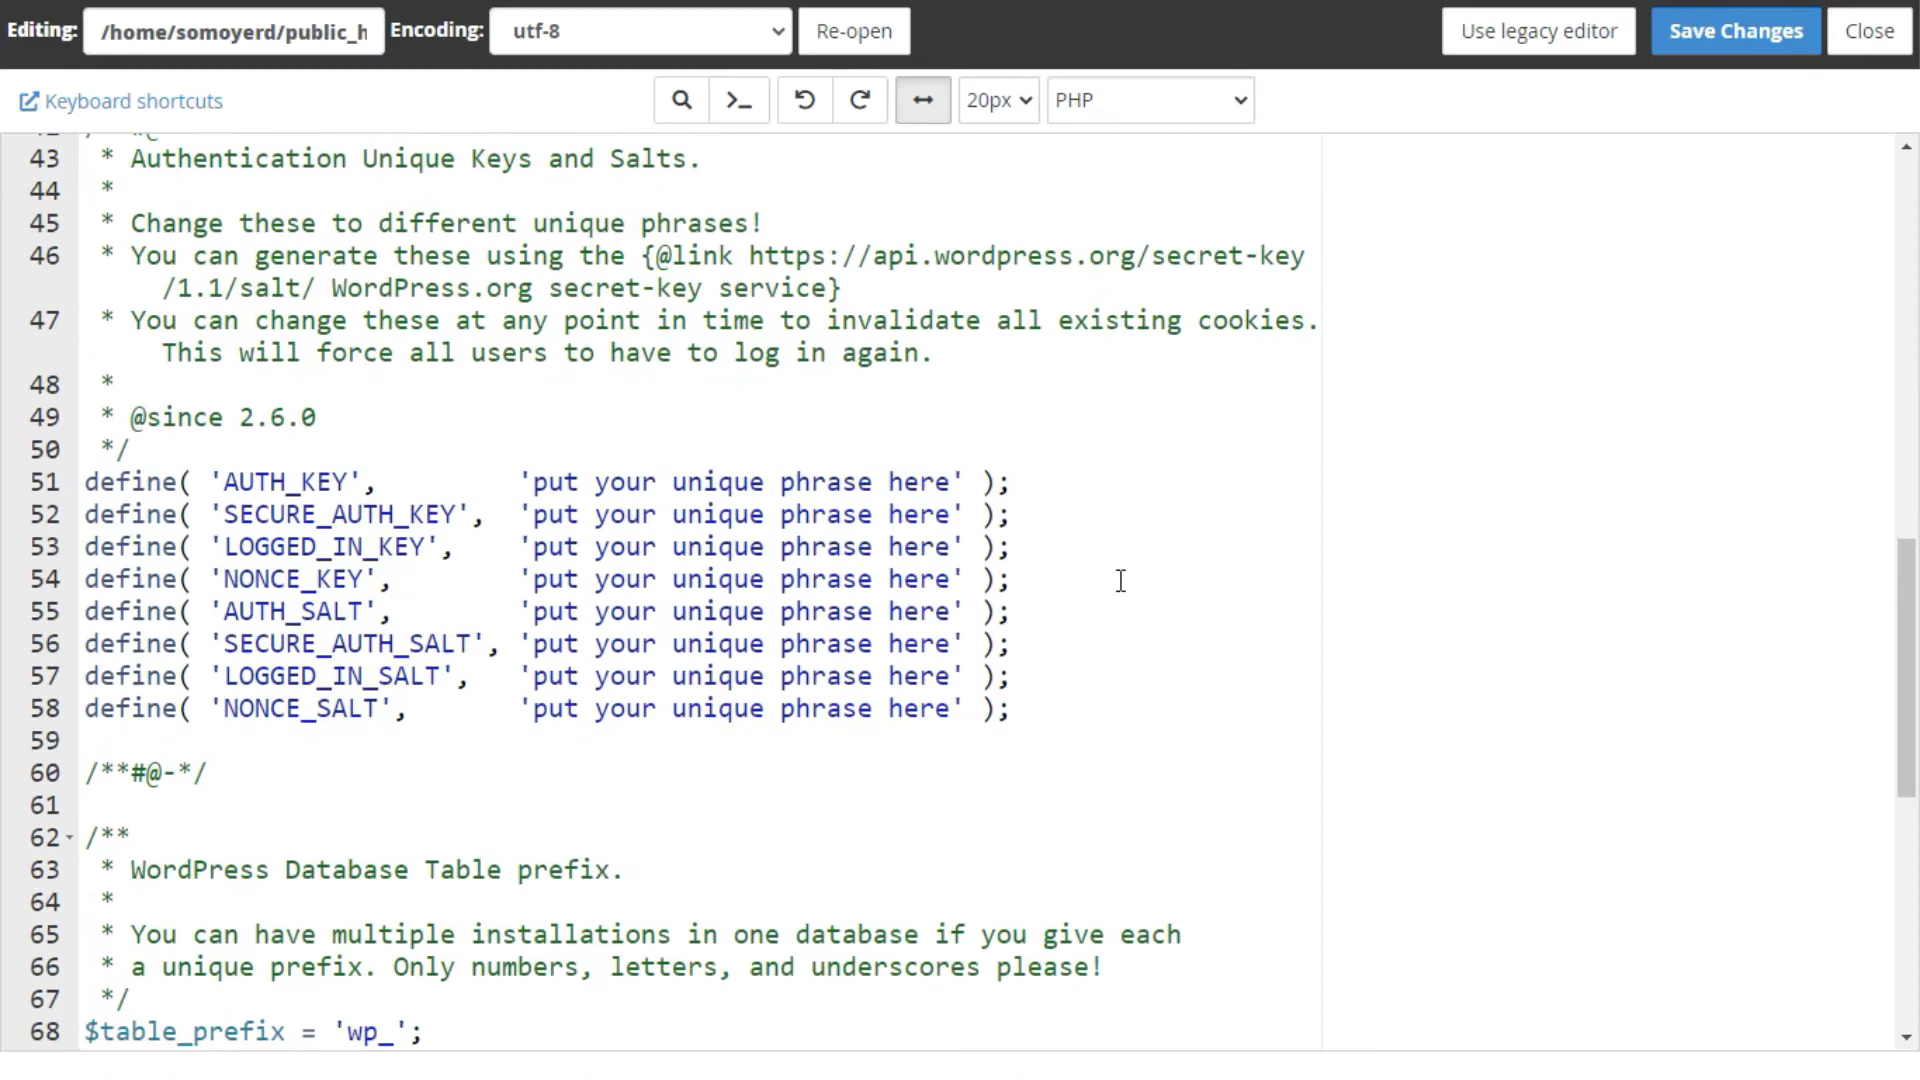 Editing: /home/somoyerd/public_h Encoding: utf-8 Re-open Use legacy editor Save Changes Close
Keyboard shortcuts >_ 20px PHP
43 * Authentication Unique Keys and Salts.
44 *
45 * Change these to different unique phrases!
46 * You can generate these using the {@link https://api.wordpress.org/secret-key
/1.1/salt/ WordPress.org secret-key service}
47 * You can change these at any point in time to invalidate all existing cookies.
This will force all users to have to log in again.
48 *
49 * @since 2.6.0
50 */
51 define( 'AUTH_KEY',         'put your unique phrase here' );
52 define( 'SECURE_AUTH_KEY',  'put your unique phrase here' );
53 define( 'LOGGED_IN_KEY',    'put your unique phrase here' );
54 define( 'NONCE_KEY',        'put your unique phrase here' );
55 define( 'AUTH_SALT',        'put your unique phrase here' );
56 define( 'SECURE_AUTH_SALT', 'put your unique phrase here' );
57 define( 'LOGGED_IN_SALT',   'put your unique phrase here' );
58 define( 'NONCE_SALT',       'put your unique phrase here' );
59
60 /**#@-*/
61
62 /**
63 * WordPress Database Table prefix.
64 *
65 * You can have multiple installations in one database if you give each
66 * a unique prefix. Only numbers, letters, and underscores please!
67 */
68 $table_prefix = 'wp_';